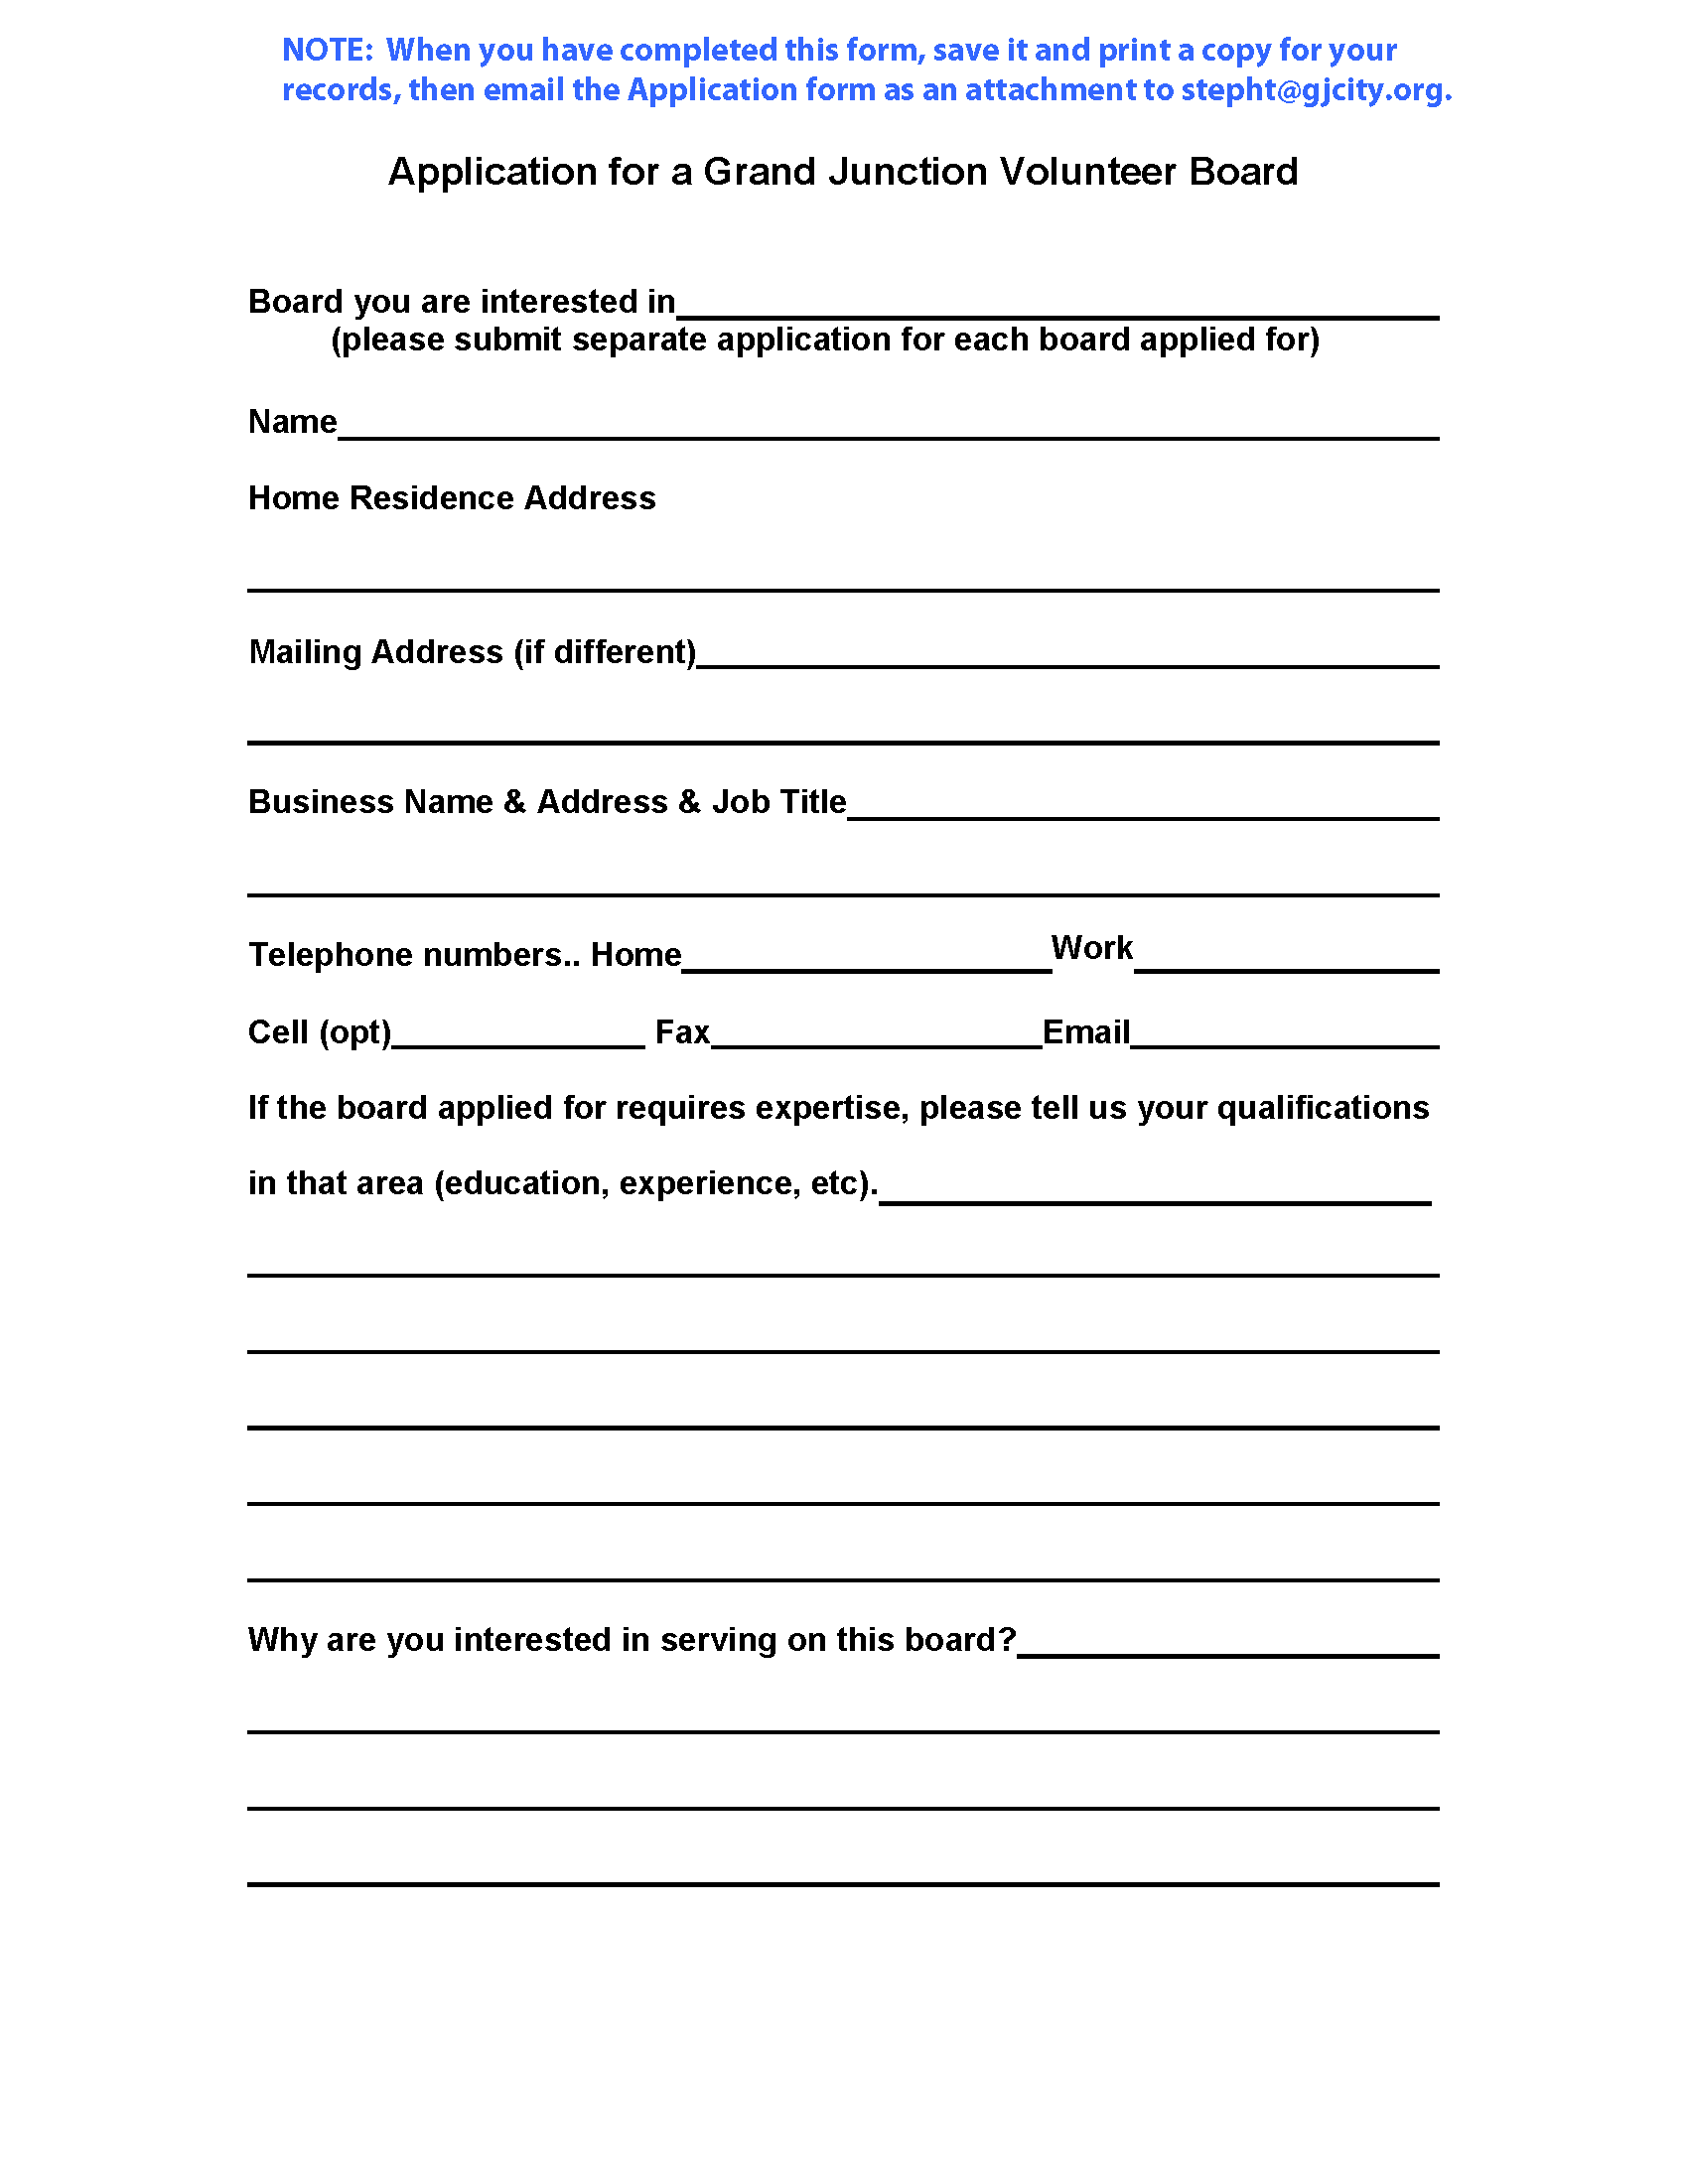 NOTE: When you have completed this form, save it and print a copy for your
records, then email the Application form as an attachment to stepht@gjcity.org.
Application for a Grand Junction Volunteer Board
Board you are interested in
(please submit separate application for each board applied for)
Name
Home Residence Address
Mailing Address (if different)
Business Name & Address & Job Title
Telephone numbers.. Home Work
Cell (opt) Fax Email
If the board applied for requires expertise, please tell us your qualifications
in that area (education, experience, etc).
Why are you interested in serving on this board?